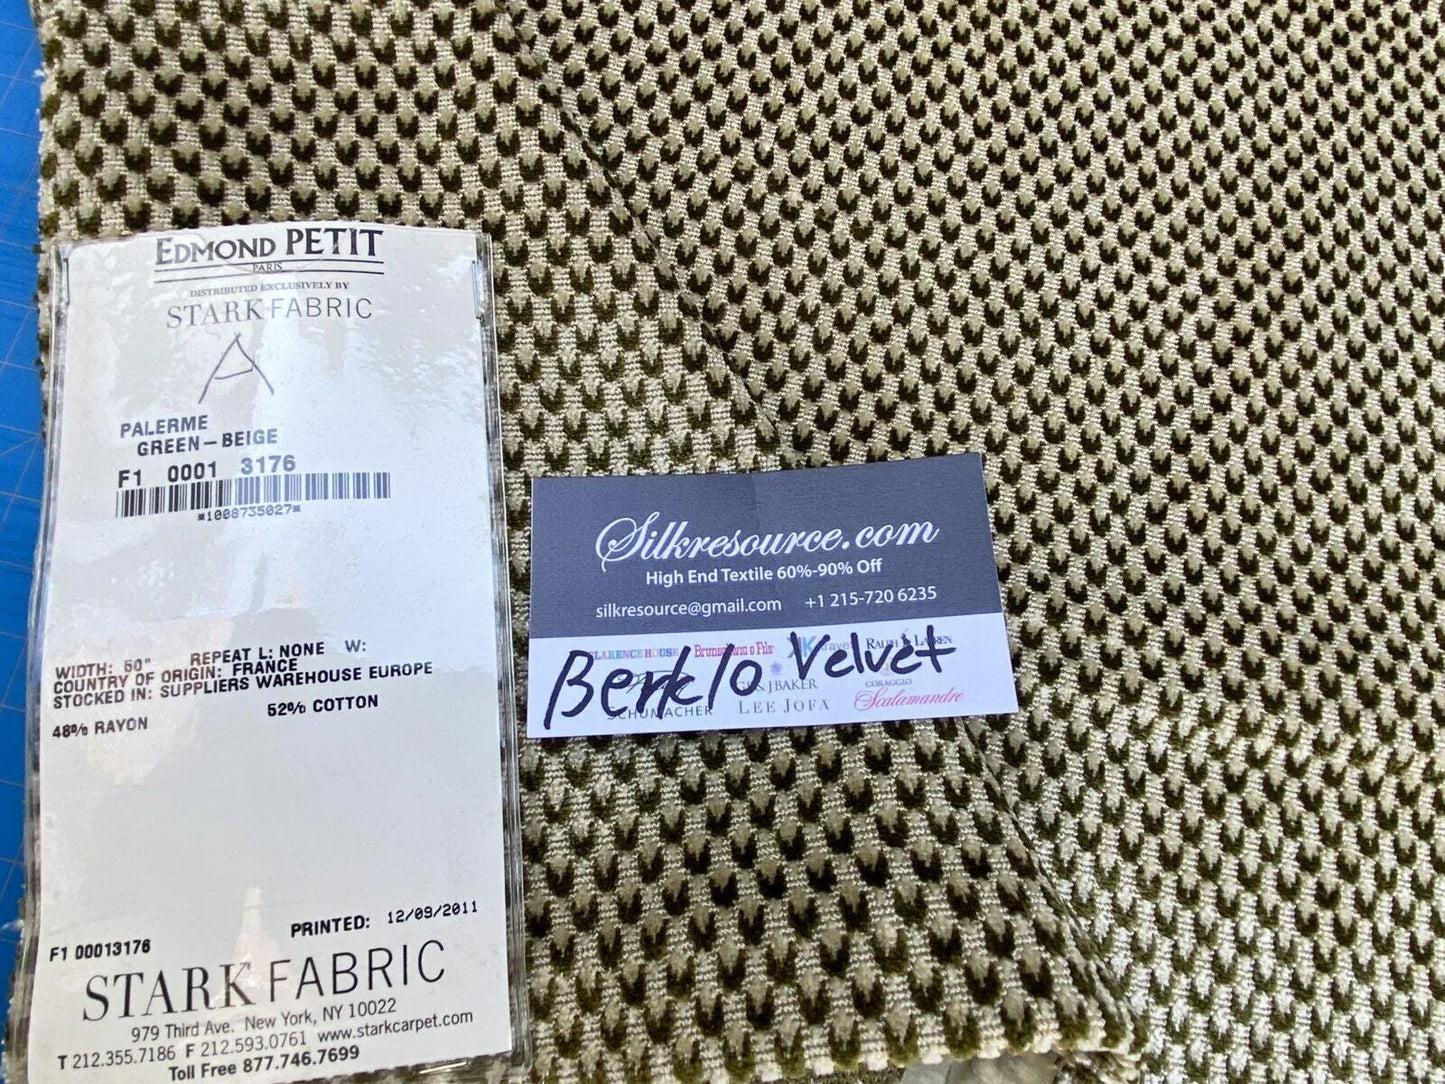 EDMOND PETIT
PARIS
DISTRIBUTED EXCLUSIVELY BY
STARK FABRIC
A
PALERME
GREEN-BEIGE
F1 0001 3176
*1008735027*
WIDTH: 50" REPEAT L: NONE W:
COUNTRY OF ORIGIN: FRANCE
STOCKED IN: SUPPLIERS WAREHOUSE EUROPE
48% RAYON 52% COTTON
PRINTED: 12/09/2011
F1 00013176
STARK FABRIC
979 Third Ave. New York, NY 10022
T 212.355.7186 F 212.593.0761 www.starkcarpet.com
Toll Free 877.746.7699
Silkresource.com
High End Textile 60%-90% Off
silkresource@gmail.com +1 215-720 6235
CLARENCE HOUSE
Berklo Velvet
J BAKER
CORAGGIO
SCHUMACHER LEE JOFA Scalamandré